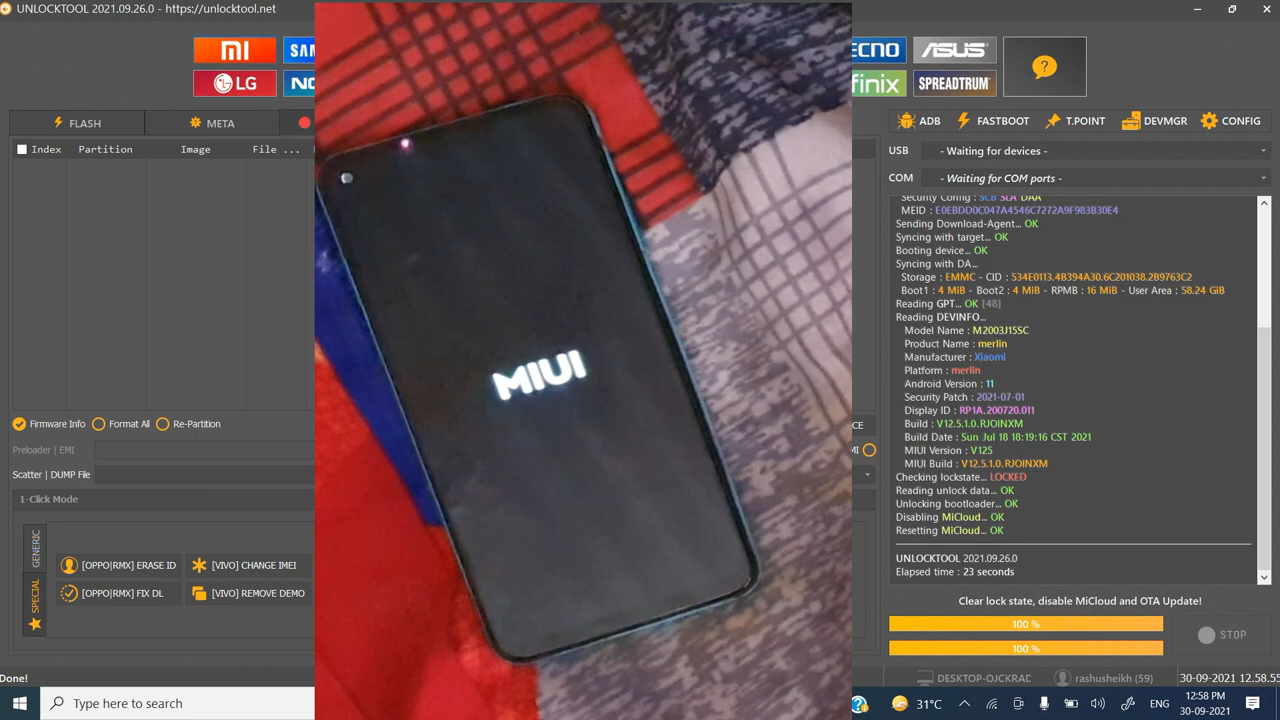 UNLOCKTOOL 2021.09.26.0 - https://unlocktool.net
MI
SAM
LG
NO
ECNO
ASUS
finix
SPREADTRUM
?
FLASH
META
ADB
FASTBOOT
T.POINT
DEVMGR
CONFIG
Index
Partition
Image
File ...
USB
- Waiting for devices -
COM
- Waiting for COM ports -
Security Config : SCB SLA DAA
MEID : E0EBDD0C047A4546C7272A9F983B30E4
Sending Download-Agent... OK
Syncing with target... OK
Booting device... OK
Syncing with DA...
Storage : EMMC - CID : 534E0113.4B394A30.6C201038.2B9763C2
Boot1 : 4 MiB - Boot2 : 4 MiB - RPMB : 16 MiB - User Area : 58.24 GiB
Reading GPT... OK [48]
Reading DEVINFO...
Model Name : M2003J15SC
Product Name : merlin
Manufacturer : Xiaomi
Platform : merlin
Android Version : 11
Security Patch : 2021-07-01
Display ID : RP1A.200720.011
Build : V12.5.1.0.RJOINXM
Build Date : Sun Jul 18 18:19:16 CST 2021
MIUI Version : V125
MIUI Build : V12.5.1.0.RJOINXM
Checking lockstate... LOCKED
Reading unlock data... OK
Unlocking bootloader... OK
Disabling MiCloud... OK
Resetting MiCloud... OK
UNLOCKTOOL 2021.09.26.0
Elapsed time : 23 seconds
MIUI
Firmware Info
Format All
Re-Partition
CE
Preloader | EMI
MI
Scatter | DUMP File
1-Click Mode
GENERIC
SPECIAL
[OPPO|RMX] ERASE ID
[VIVO] CHANGE IMEI
[OPPO|RMX] FIX DL
[VIVO] REMOVE DEMO
Clear lock state, disable MiCloud and OTA Update!
100 %
100 %
STOP
Done!
DESKTOP-OJCKRAD
rashusheikh (59)
30-09-2021 12.58.55
Type here to search
31°C
ENG
12:58 PM
30-09-2021